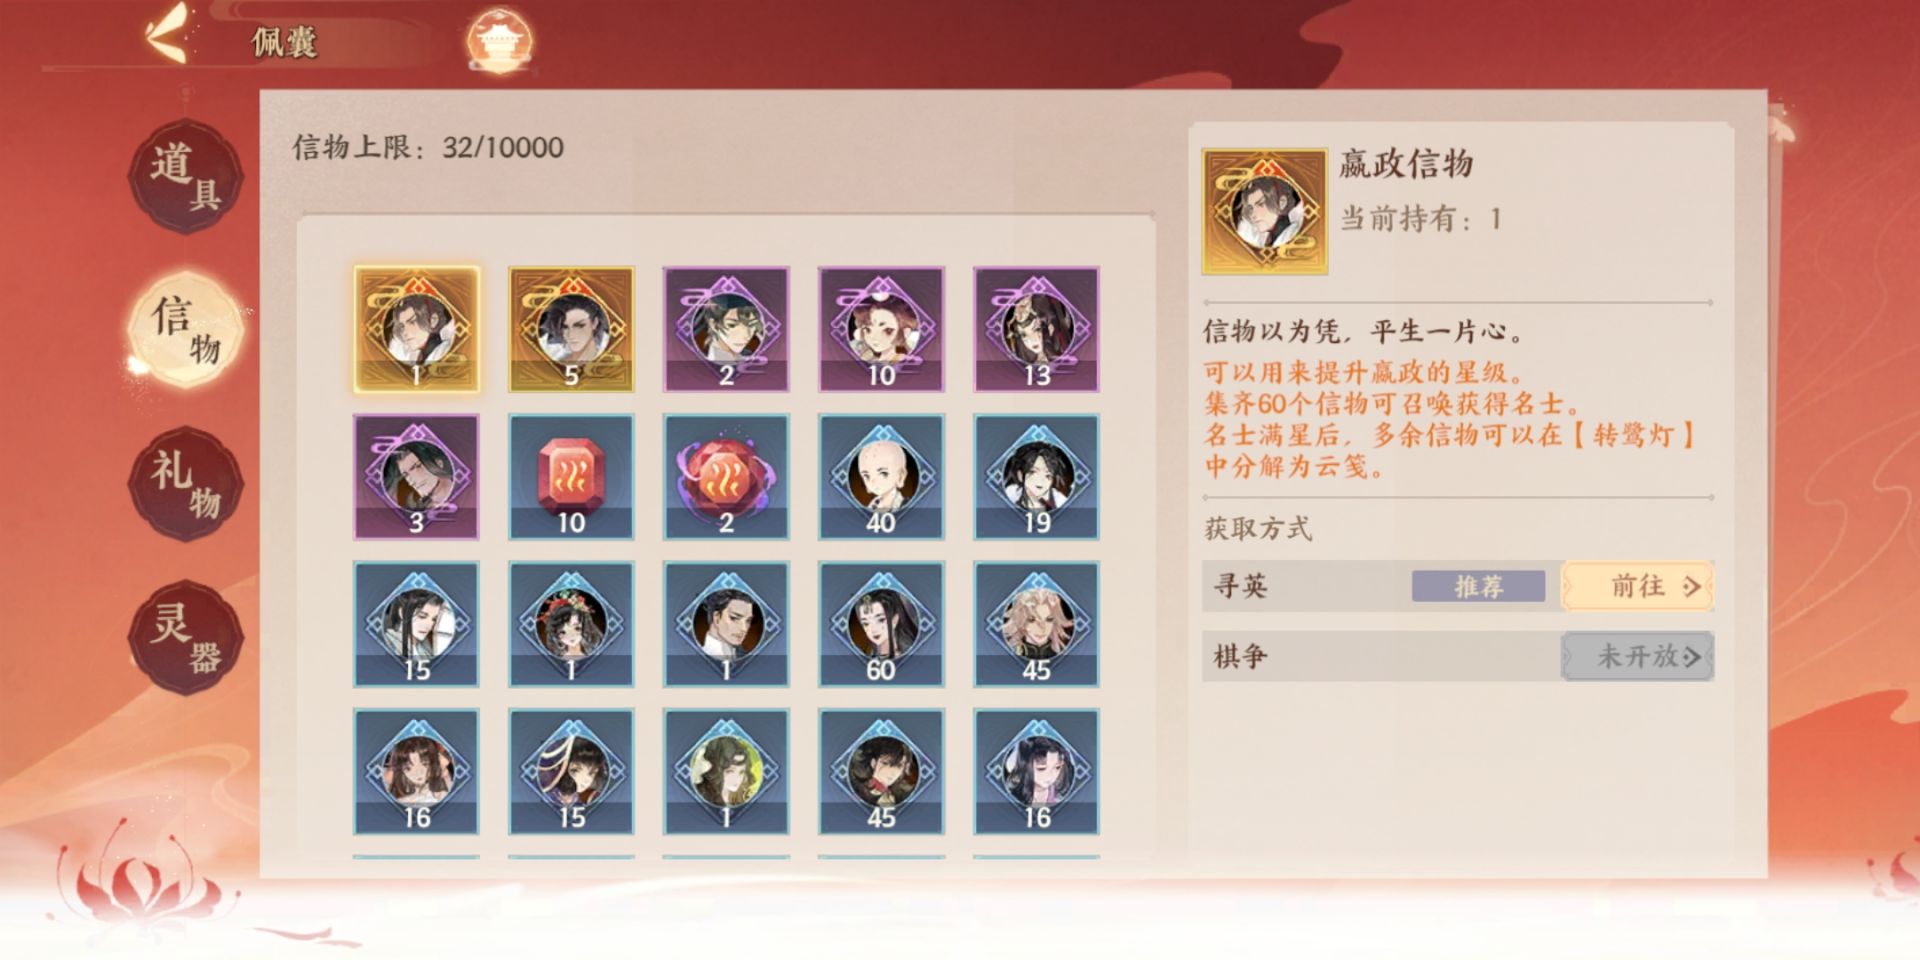 佩囊
道具
信物
礼物
灵器
信物上限：32/10000
1
5
2
10
13
3
10
2
40
19
15
1
1
60
45
16
15
1
45
16
嬴政信物
当前持有：1
信物以为凭，平生一片心。
可以用来提升嬴政的星级。
集齐60个信物可召唤获得名士。
名士满星后，多余信物可以在【转鹭灯】
中分解为云笺。
获取方式
寻英 推荐 前往
棋争 未开放